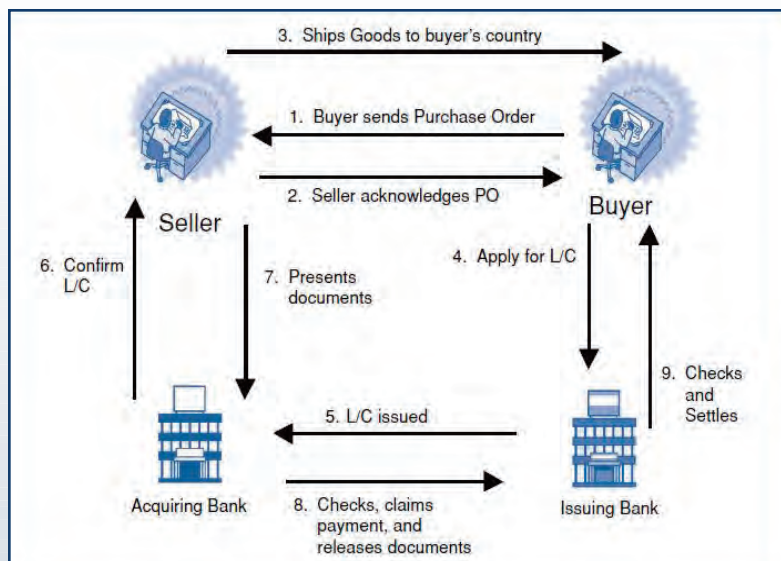 3. Ships Goods to buyer's country
1. Buyer sends Purchase Order
2. Seller acknowledges PO
Seller
Buyer
6. Confirm
L/C
7. Presents
documents
4. Apply for L/C
9. Checks
and
Settles
5. L/C issued
Acquiring Bank
Issuing Bank
8. Checks, claims
payment, and
releases documents